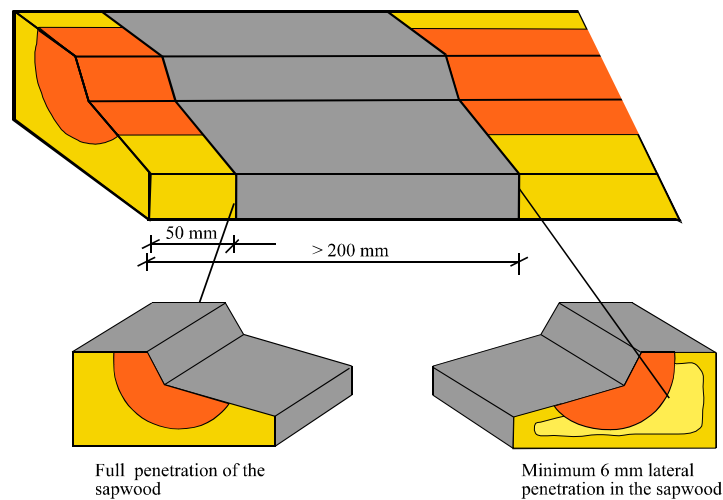 50 mm
> 200 mm
Full penetration of the
sapwood
Minimum 6 mm lateral
penetration in the sapwood